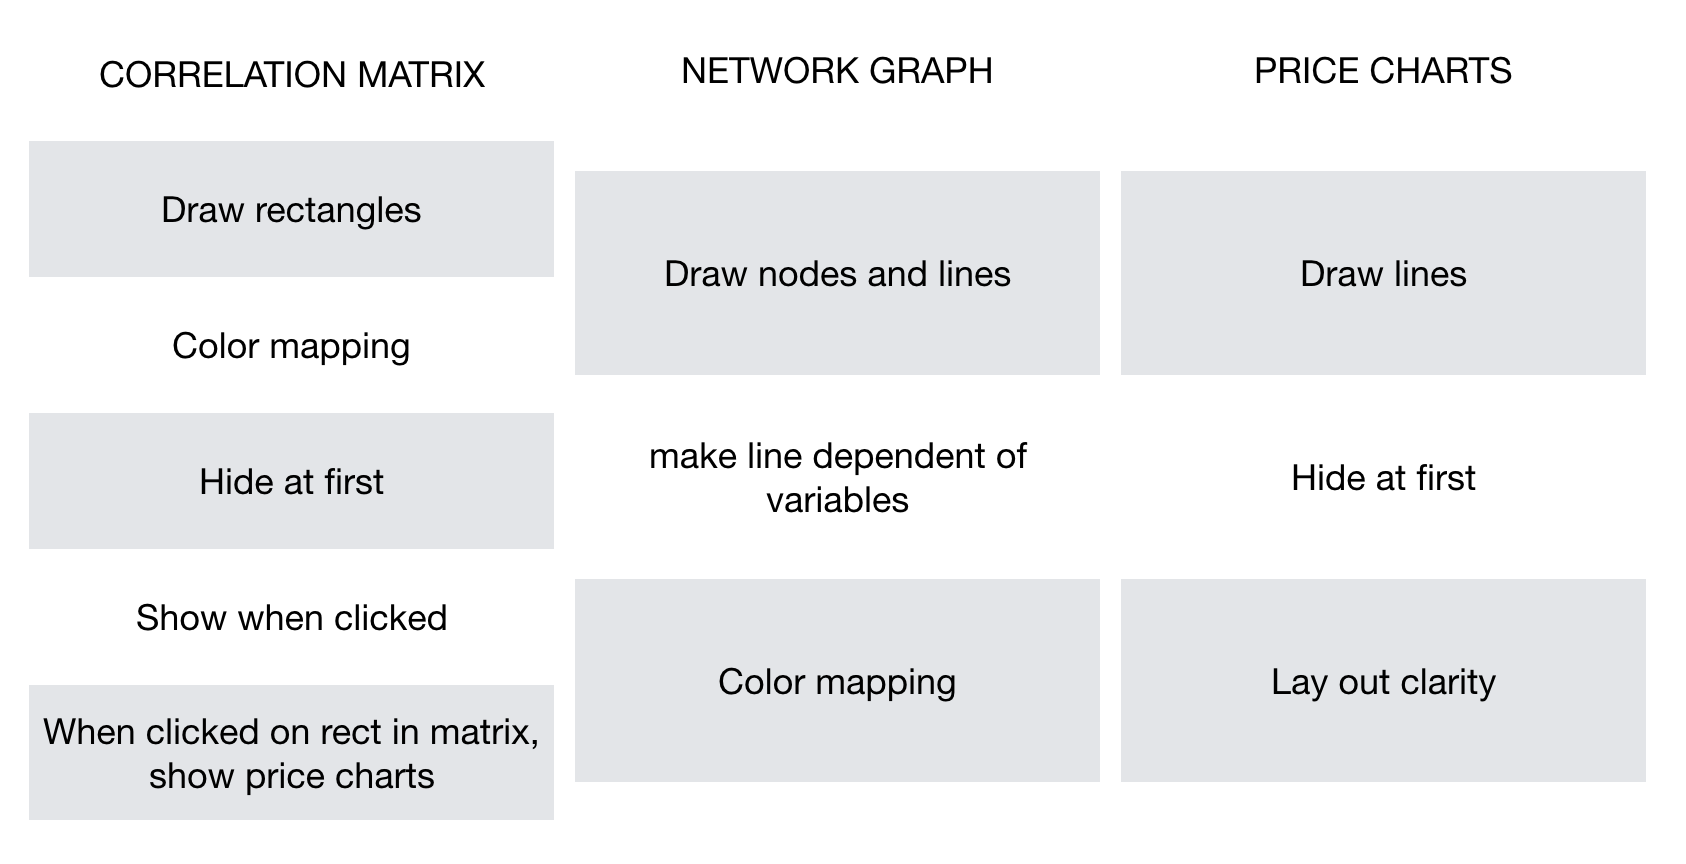 CORRELATION MATRIX
Draw rectangles
Color mapping
Hide at first
Show when clicked
When clicked on rect in matrix,
show price charts
NETWORK GRAPH
Draw nodes and lines
make line dependent of
variables
Color mapping
PRICE CHARTS
Draw lines
Hide at first
Lay out clarity